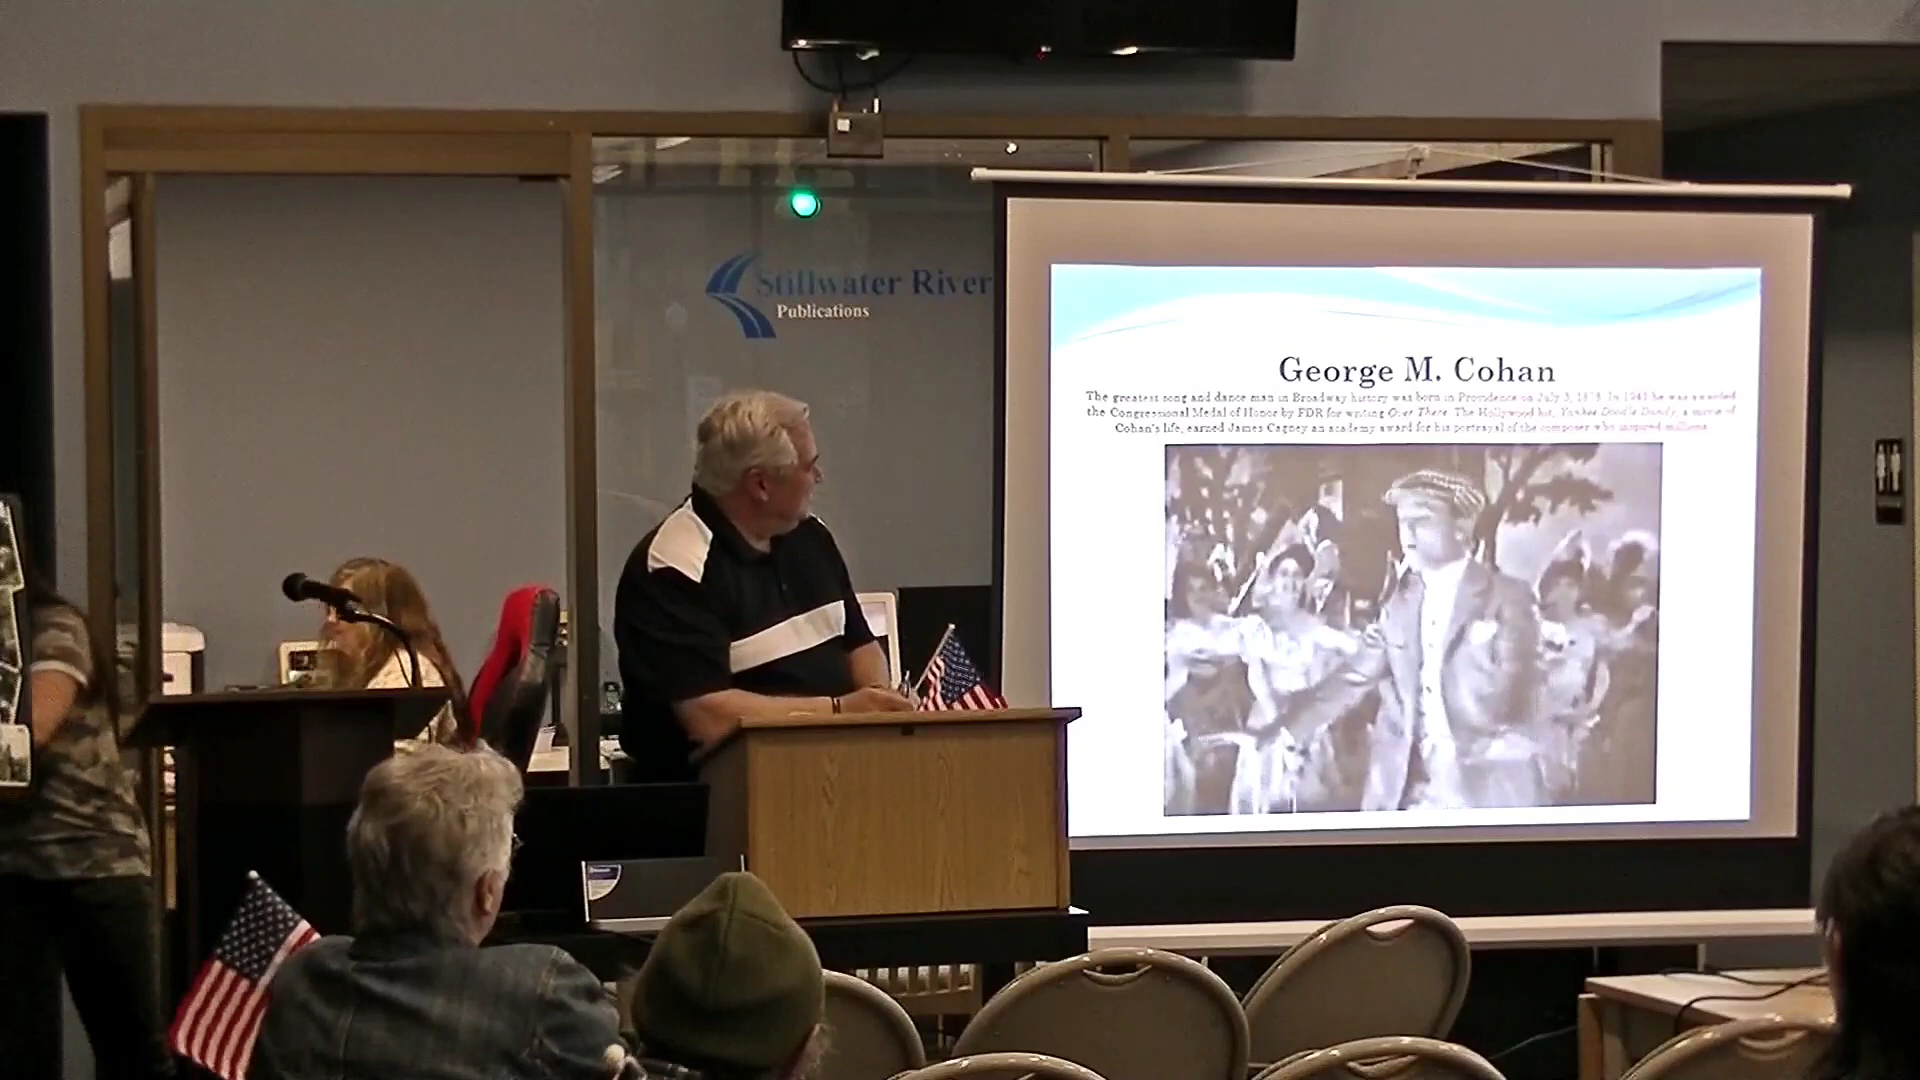 Stillwater River
Publications
George M. Cohan
The greatest song and dance man in Broadway history was born in Providence on July 3, 1878. In 1941 he was awarded
the Congressional Medal of Honor by FDR for writing Over There. The Hollywood hit, Yankee Doodle Dandy, a movie of
Cohan's life, earned James Cagney an academy award for his portrayal of the composer who inspired millions.